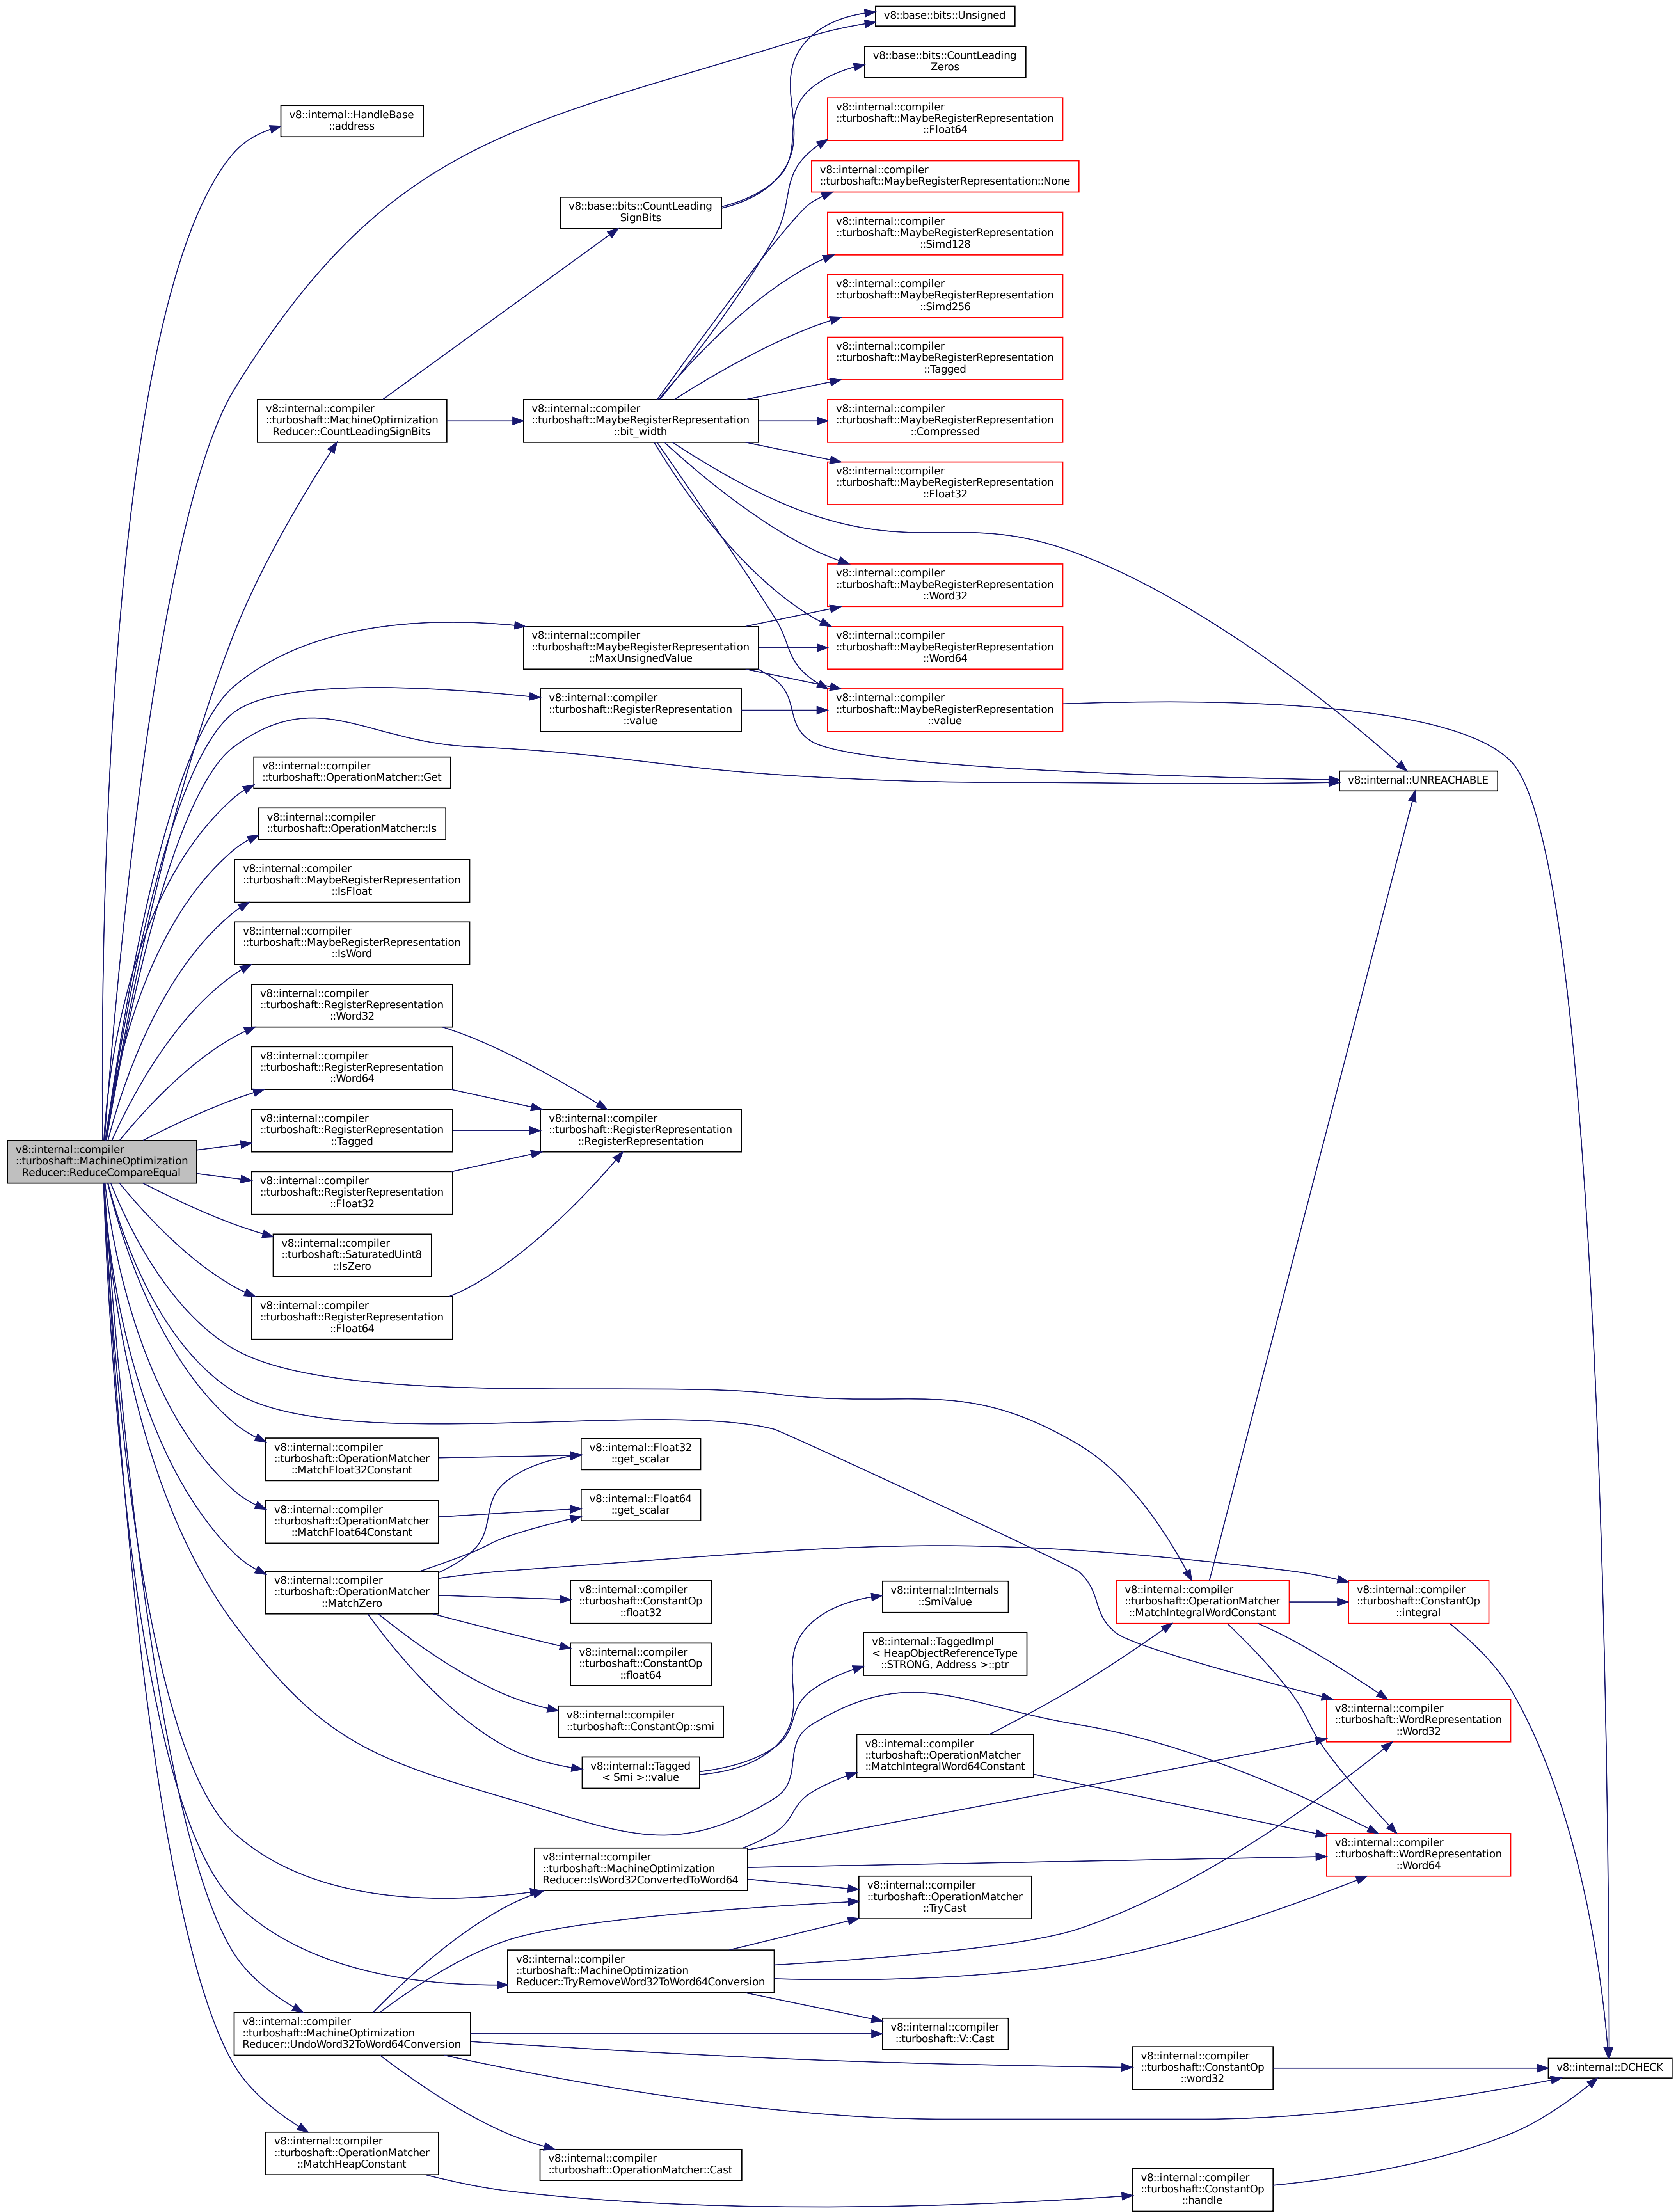 v8::base::bits::Unsigned
v8::base::bits::CountLeading
Zeros
v8::internal::compiler
::turboshaft::MaybeRegisterRepresentation
::Float64
v8::internal::HandleBase
::address
v8::internal::compiler
::turboshaft::MaybeRegisterRepresentation::None
v8::base::bits::CountLeading
SignBits
v8::internal::compiler
::turboshaft::MaybeRegisterRepresentation
::Simd128
v8::internal::compiler
::turboshaft::MaybeRegisterRepresentation
::Simd256
v8::internal::compiler
::turboshaft::MaybeRegisterRepresentation
::Tagged
v8::internal::compiler
::turboshaft::MachineOptimization
Reducer::CountLeadingSignBits
v8::internal::compiler
::turboshaft::MaybeRegisterRepresentation
::bit_width
v8::internal::compiler
::turboshaft::MaybeRegisterRepresentation
::Compressed
v8::internal::compiler
::turboshaft::MaybeRegisterRepresentation
::Float32
v8::internal::compiler
::turboshaft::MaybeRegisterRepresentation
::Word32
v8::internal::compiler
::turboshaft::MaybeRegisterRepresentation
::MaxUnsignedValue
v8::internal::compiler
::turboshaft::MaybeRegisterRepresentation
::Word64
v8::internal::compiler
::turboshaft::RegisterRepresentation
::value
v8::internal::compiler
::turboshaft::MaybeRegisterRepresentation
::value
v8::internal::compiler
::turboshaft::OperationMatcher::Get
v8::internal::UNREACHABLE
v8::internal::compiler
::turboshaft::OperationMatcher::Is
v8::internal::compiler
::turboshaft::MaybeRegisterRepresentation
::IsFloat
v8::internal::compiler
::turboshaft::MaybeRegisterRepresentation
::IsWord
v8::internal::compiler
::turboshaft::RegisterRepresentation
::Word32
v8::internal::compiler
::turboshaft::RegisterRepresentation
::Word64
v8::internal::compiler
::turboshaft::RegisterRepresentation
::Tagged
v8::internal::compiler
::turboshaft::RegisterRepresentation
::RegisterRepresentation
v8::internal::compiler
::turboshaft::MachineOptimization
Reducer::ReduceCompareEqual
v8::internal::compiler
::turboshaft::RegisterRepresentation
::Float32
v8::internal::compiler
::turboshaft::SaturatedUint8
::IsZero
v8::internal::compiler
::turboshaft::RegisterRepresentation
::Float64
v8::internal::compiler
::turboshaft::OperationMatcher
::MatchFloat32Constant
v8::internal::Float32
::get_scalar
v8::internal::compiler
::turboshaft::OperationMatcher
::MatchFloat64Constant
v8::internal::Float64
::get_scalar
v8::internal::compiler
::turboshaft::OperationMatcher
::MatchZero
v8::internal::compiler
::turboshaft::ConstantOp
::float32
v8::internal::Internals
::SmiValue
v8::internal::compiler
::turboshaft::OperationMatcher
::MatchIntegralWordConstant
v8::internal::compiler
::turboshaft::ConstantOp
::integral
v8::internal::compiler
::turboshaft::ConstantOp
::float64
v8::internal::TaggedImpl
< HeapObjectReferenceType
::STRONG, Address >::ptr
v8::internal::compiler
::turboshaft::ConstantOp::smi
v8::internal::compiler
::turboshaft::WordRepresentation
::Word32
v8::internal::Tagged
< Smi >::value
v8::internal::compiler
::turboshaft::OperationMatcher
::MatchIntegralWord64Constant
v8::internal::compiler
::turboshaft::WordRepresentation
::Word64
v8::internal::compiler
::turboshaft::MachineOptimization
Reducer::IsWord32ConvertedToWord64
v8::internal::compiler
::turboshaft::OperationMatcher
::TryCast
v8::internal::compiler
::turboshaft::MachineOptimization
Reducer::TryRemoveWord32ToWord64Conversion
v8::internal::compiler
::turboshaft::MachineOptimization
Reducer::UndoWord32ToWord64Conversion
v8::internal::compiler
::turboshaft::V::Cast
v8::internal::compiler
::turboshaft::ConstantOp
::word32
v8::internal::DCHECK
v8::internal::compiler
::turboshaft::OperationMatcher
::MatchHeapConstant
v8::internal::compiler
::turboshaft::OperationMatcher::Cast
v8::internal::compiler
::turboshaft::ConstantOp
::handle